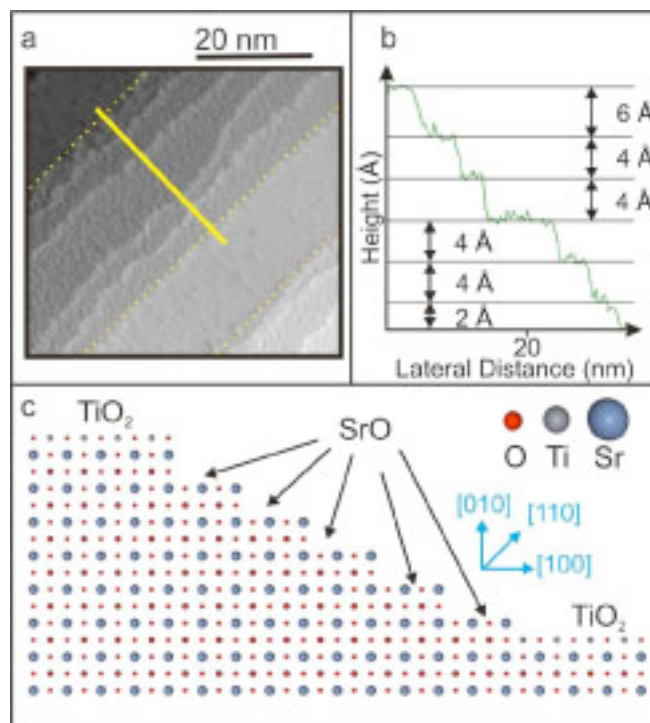 a
20 nm
b
Height (Å)
6 Å
4 Å
4 Å
4 Å
4 Å
2 Å
20
Lateral Distance (nm)
c
TiO₂
SrO
O Ti Sr
[010]
[110]
[100]
TiO₂